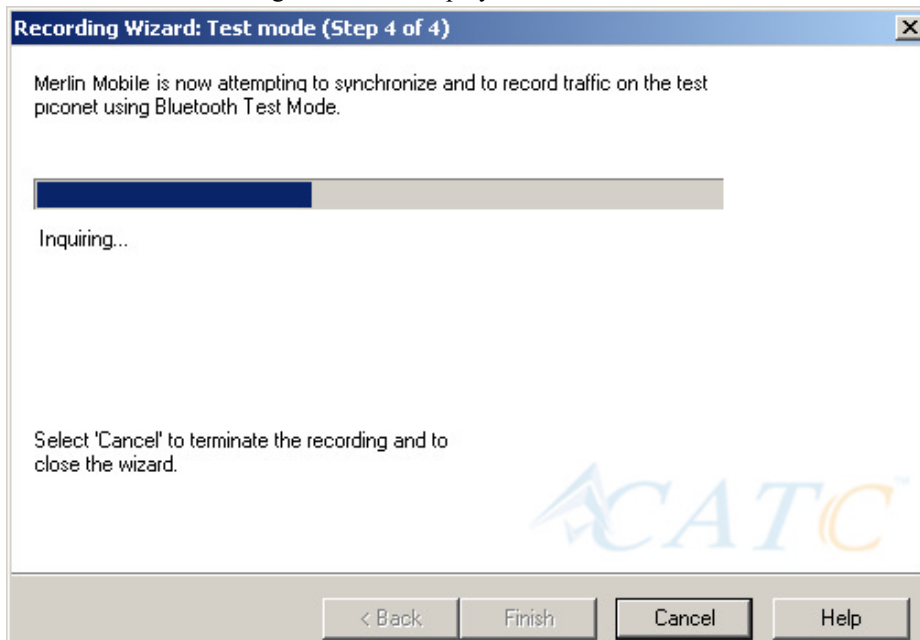 Recording Wizard: Test mode (Step 4 of 4)
Merlin Mobile is now attempting to synchronize and to record traffic on the test
piconet using Bluetooth Test Mode.
Inquiring...
Select 'Cancel' to terminate the recording and to
close the wizard.
CATC
< Back Finish Cancel Help